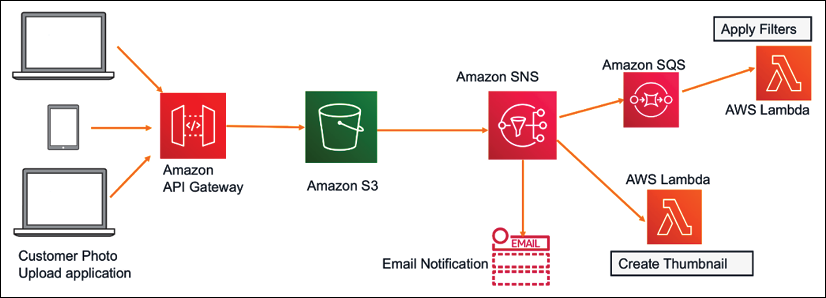 Apply Filters
Amazon SNS
Amazon SQS
AWS Lambda
Amazon
API Gateway
Amazon S3
AWS Lambda
Customer Photo
Upload application
EMAIL
Email Notification
Create Thumbnail